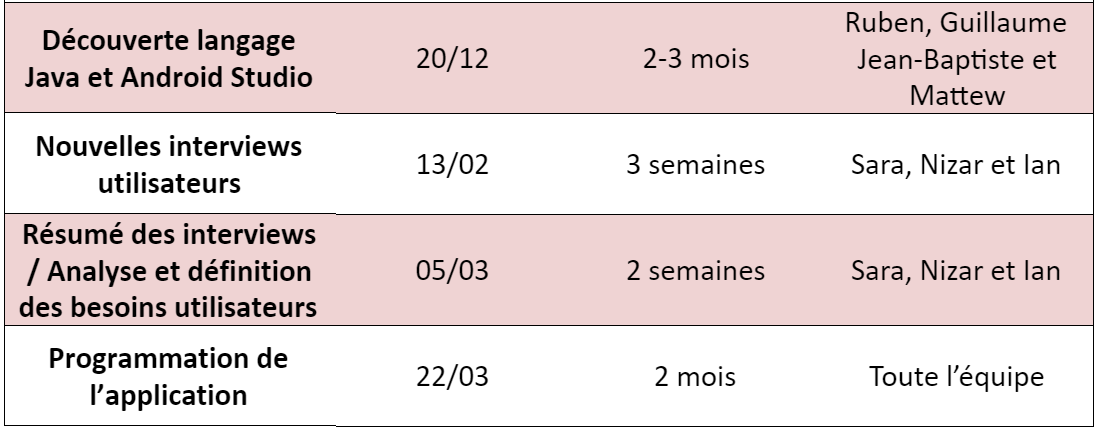 Découverte langage
Java et Android Studio
20/12
2-3 mois
Ruben, Guillaume
Jean-Baptiste et
Mattew
Nouvelles interviews
utilisateurs
13/02
3 semaines
Sara, Nizar et Ian
Résumé des interviews
/ Analyse et définition
des besoins utilisateurs
05/03
2 semaines
Sara, Nizar et Ian
Programmation de
l’application
22/03
2 mois
Toute l’équipe